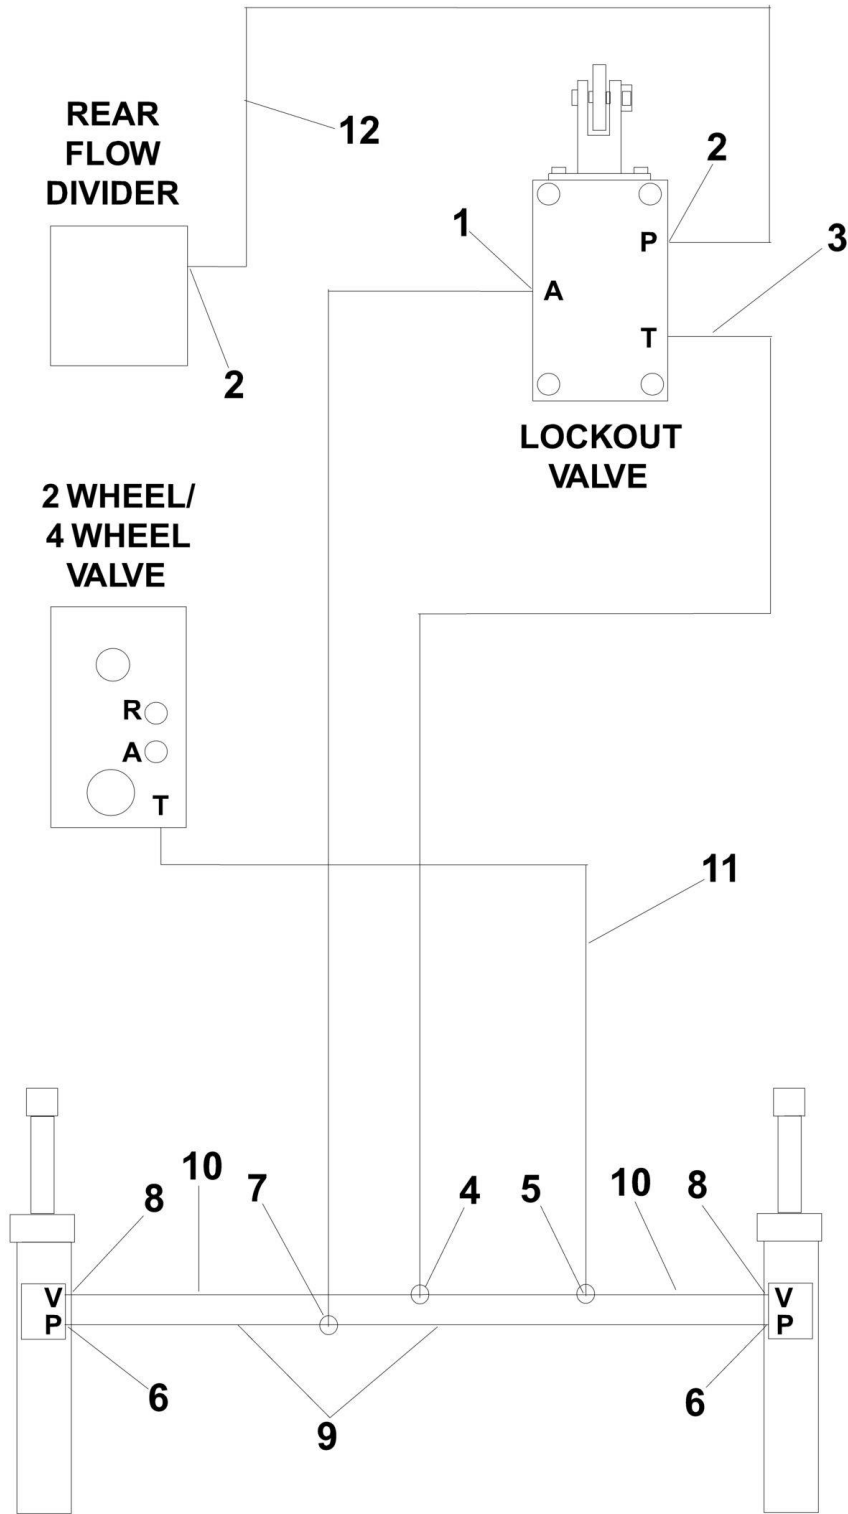 REAR
FLOW
DIVIDER
12
2
1
P
3
A
T
2
LOCKOUT
VALVE
2 WHEEL/
4 WHEEL
VALVE
R
A
T
11
10
7
4
5
10
8
8
V
P
V
P
6
6
9